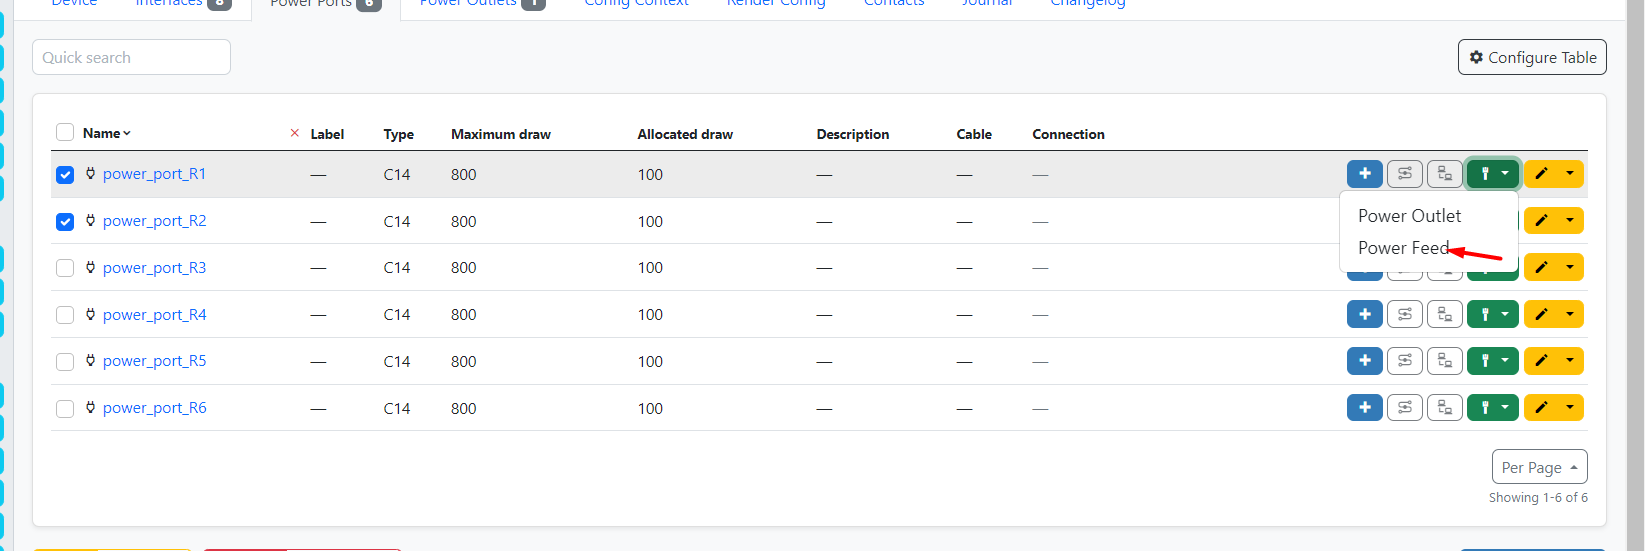 Device Interfaces 8 Power Ports 6 Power Outlets 1 Config Context Render Config Contacts Journal Changelog
Quick search
Configure Table
Name Label Type Maximum draw Allocated draw Description Cable Connection
power_port_R1 — C14 800 100 — — —
Power Outlet
power_port_R2 — C14 800 100 — — —
Power Feed
power_port_R3 — C14 800 100 — — —
power_port_R4 — C14 800 100 — — —
power_port_R5 — C14 800 100 — — —
power_port_R6 — C14 800 100 — — —
Per Page
Showing 1-6 of 6